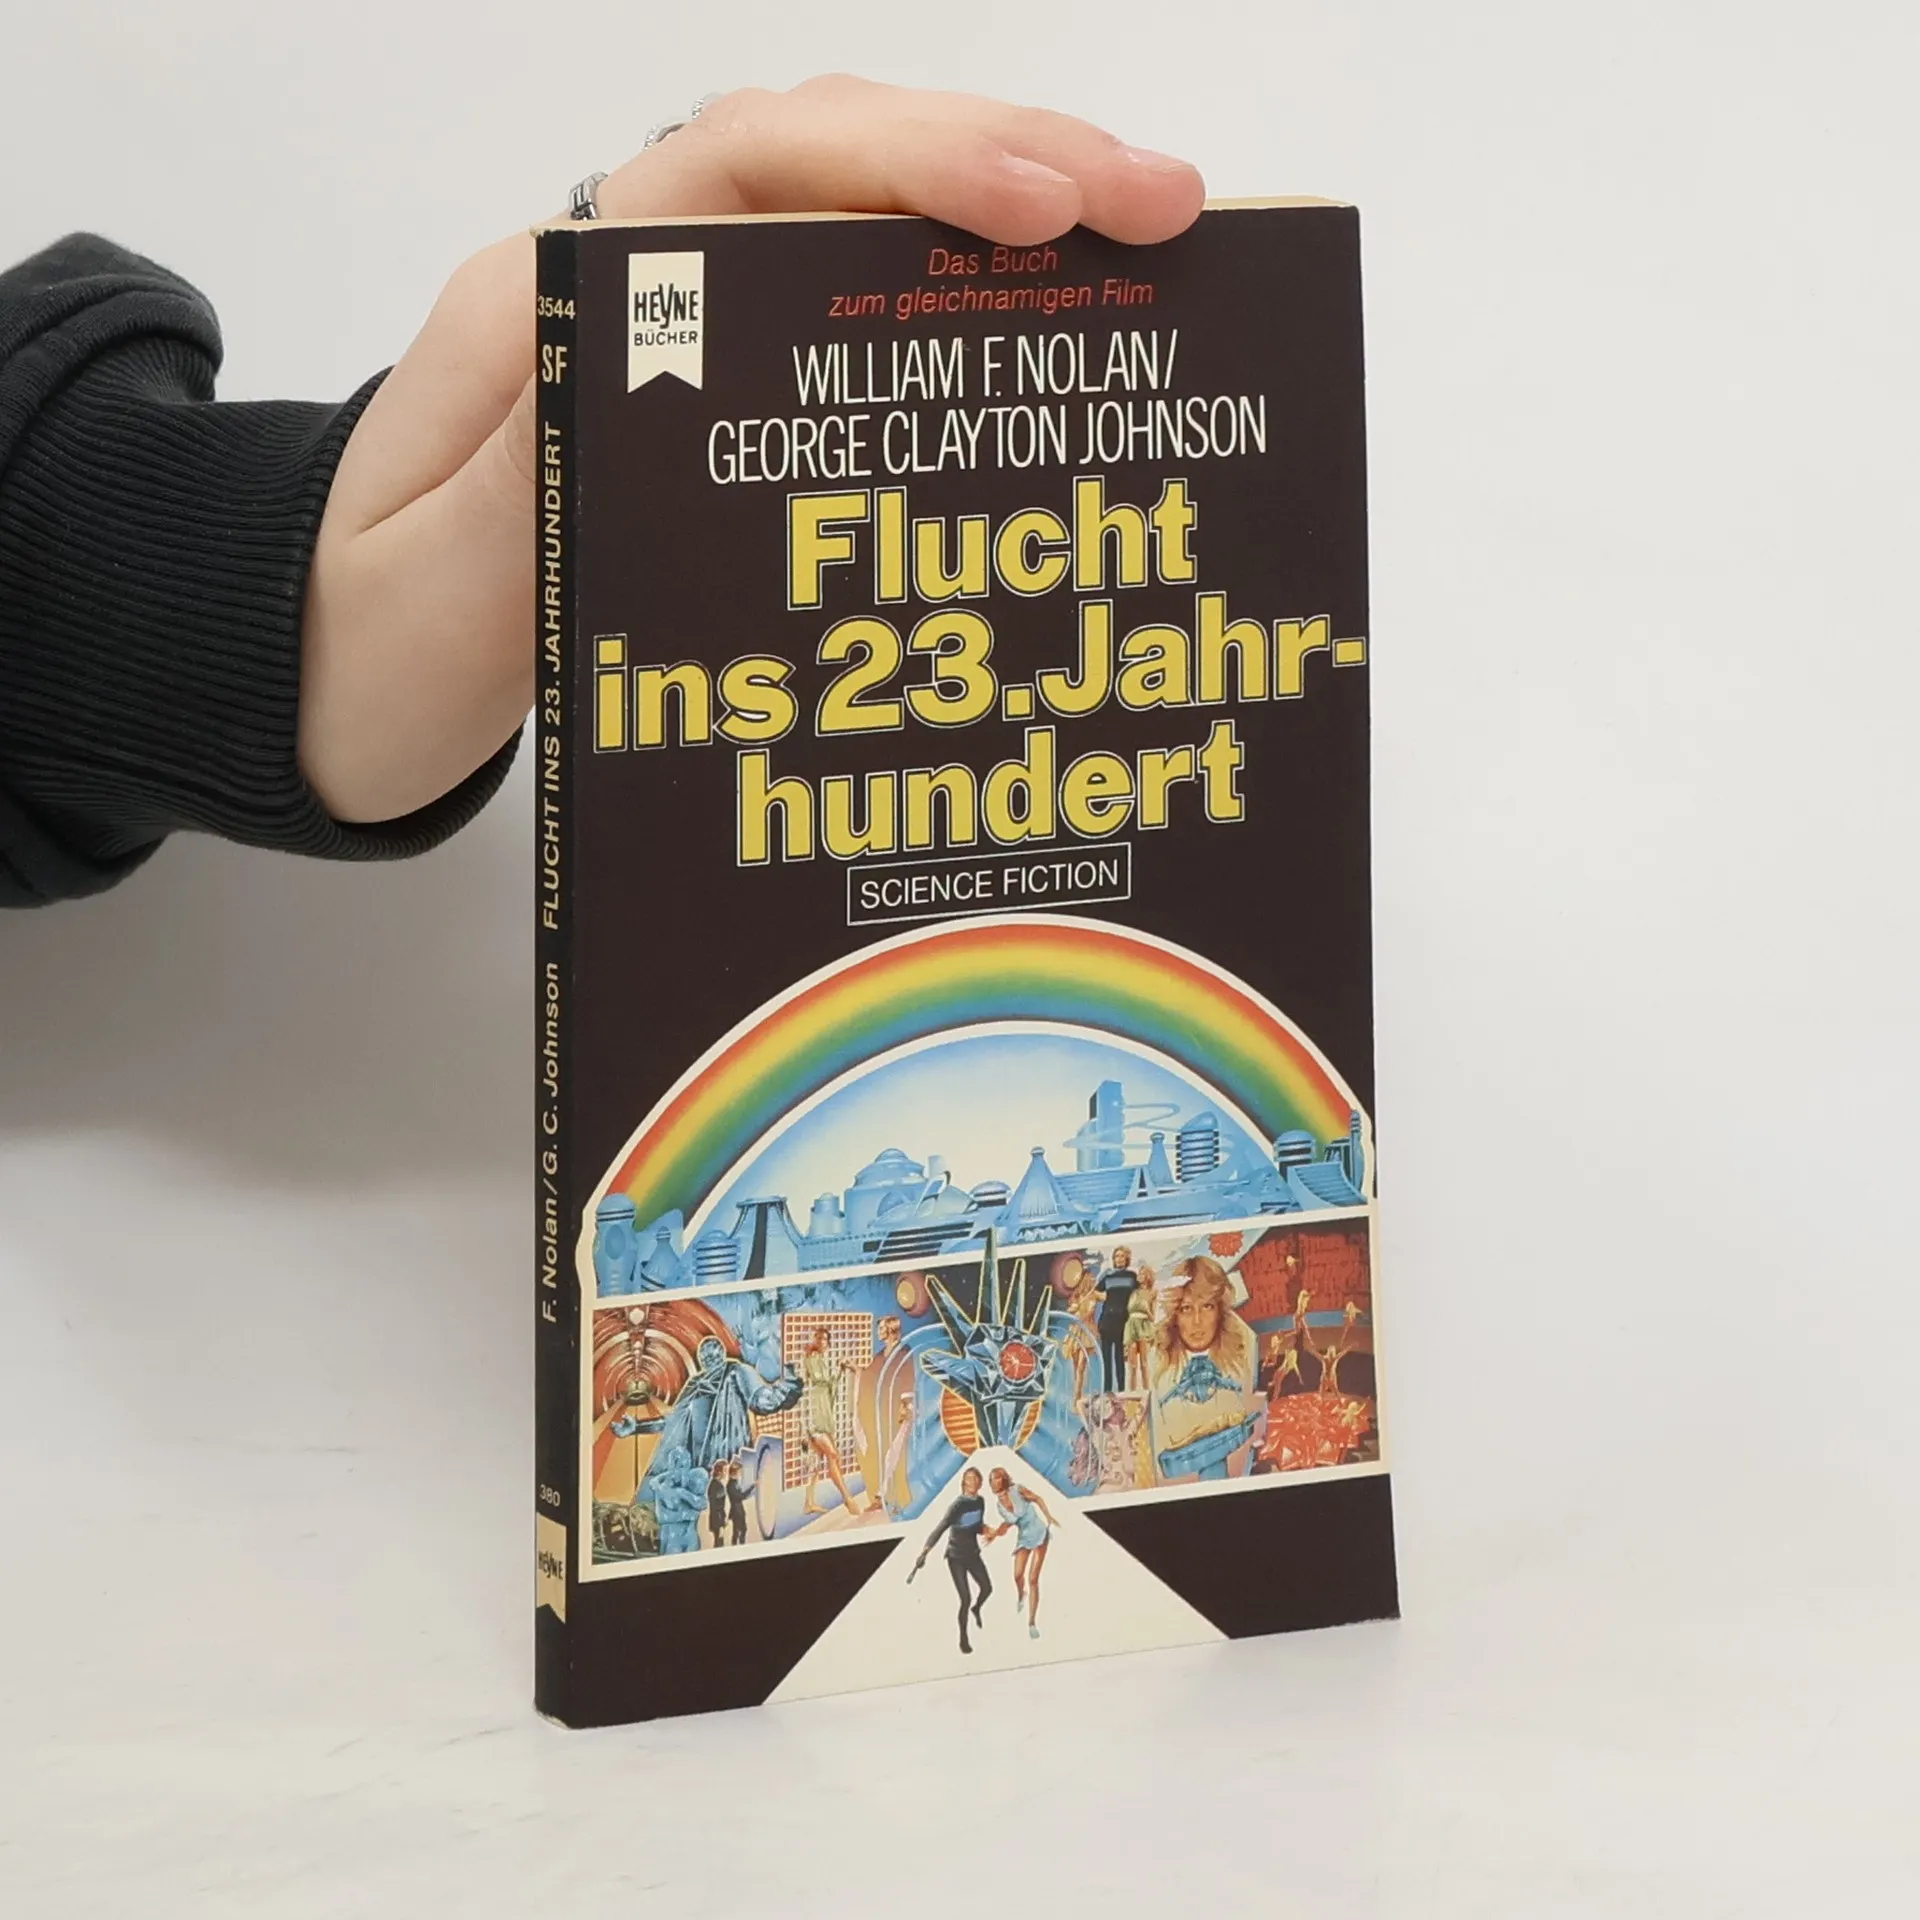 Das Buch
zum gleichnamigen Film
HEYNE
BÜCHER
WILLIAM F. NOLAN/
GEORGE CLAYTON JOHNSON
Flucht
ins 23. Jahr-
hundert
SCIENCE FICTION
3544
SF
F. Nolan/G. C. Johnson FLUCHT INS 23. JAHRHUNDERT
380
HEYNE